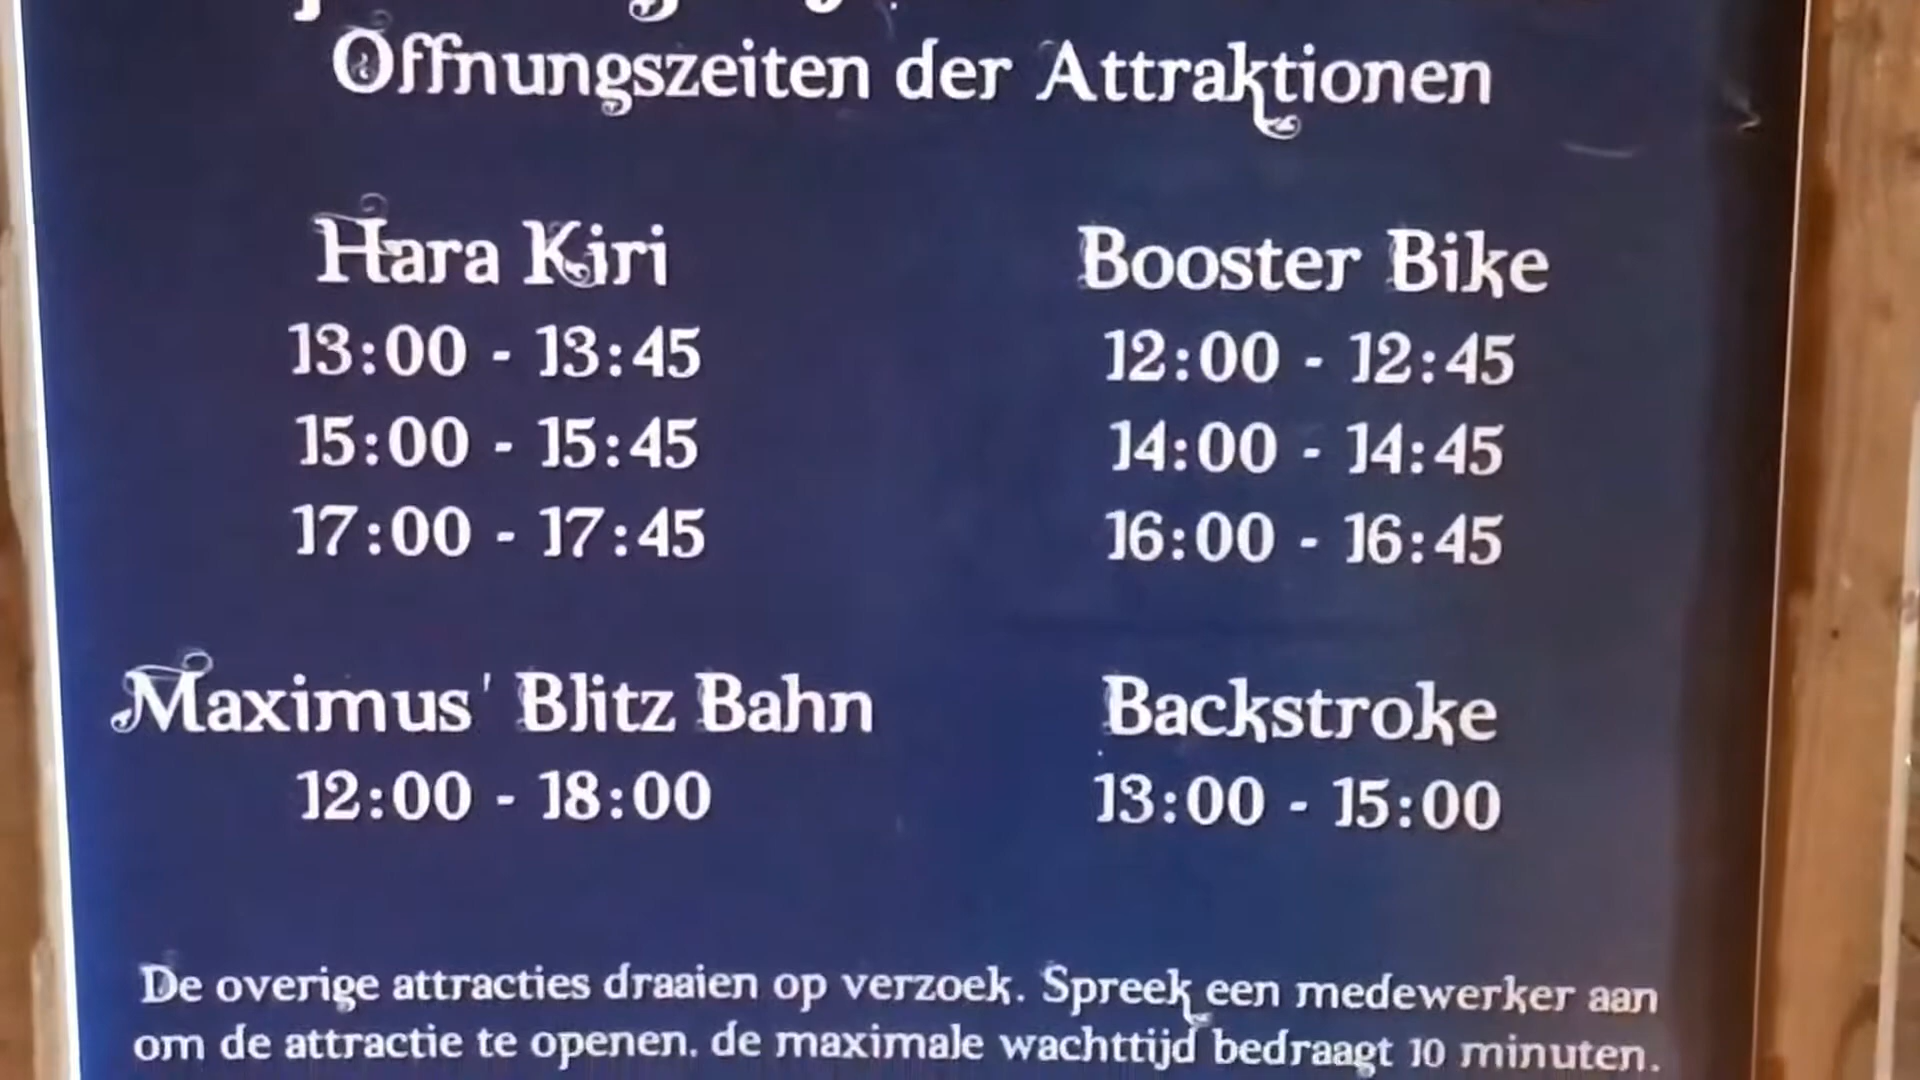 Öffnungszeiten der Attraktionen
Hara Kiri
13:00 - 13:45
15:00 - 15:45
17:00 - 17:45
Booster Bike
12:00 - 12:45
14:00 - 14:45
16:00 - 16:45
Maximus' Blitz Bahn
12:00 - 18:00
Backstroke
13:00 - 15:00
De overige attracties draaien op verzoek. Spreek een medewerker aan
om de attractie te openen. de maximale wachttijd bedraagt 10 minuten.